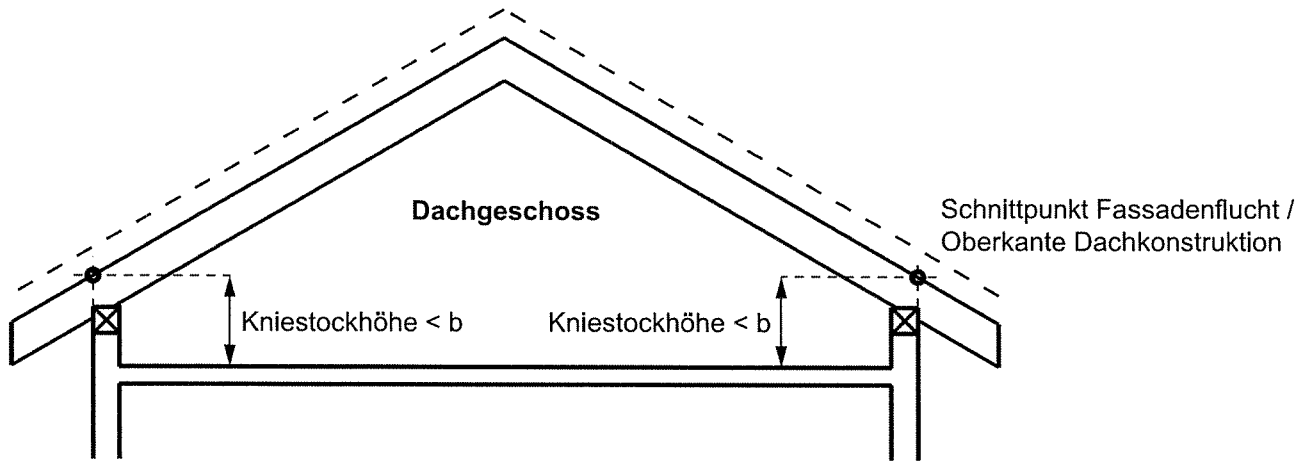 Dachgeschoss
Schnittpunkt Fassadenflucht /
Oberkante Dachkonstruktion
Kniestockhöhe < b
Kniestockhöhe < b